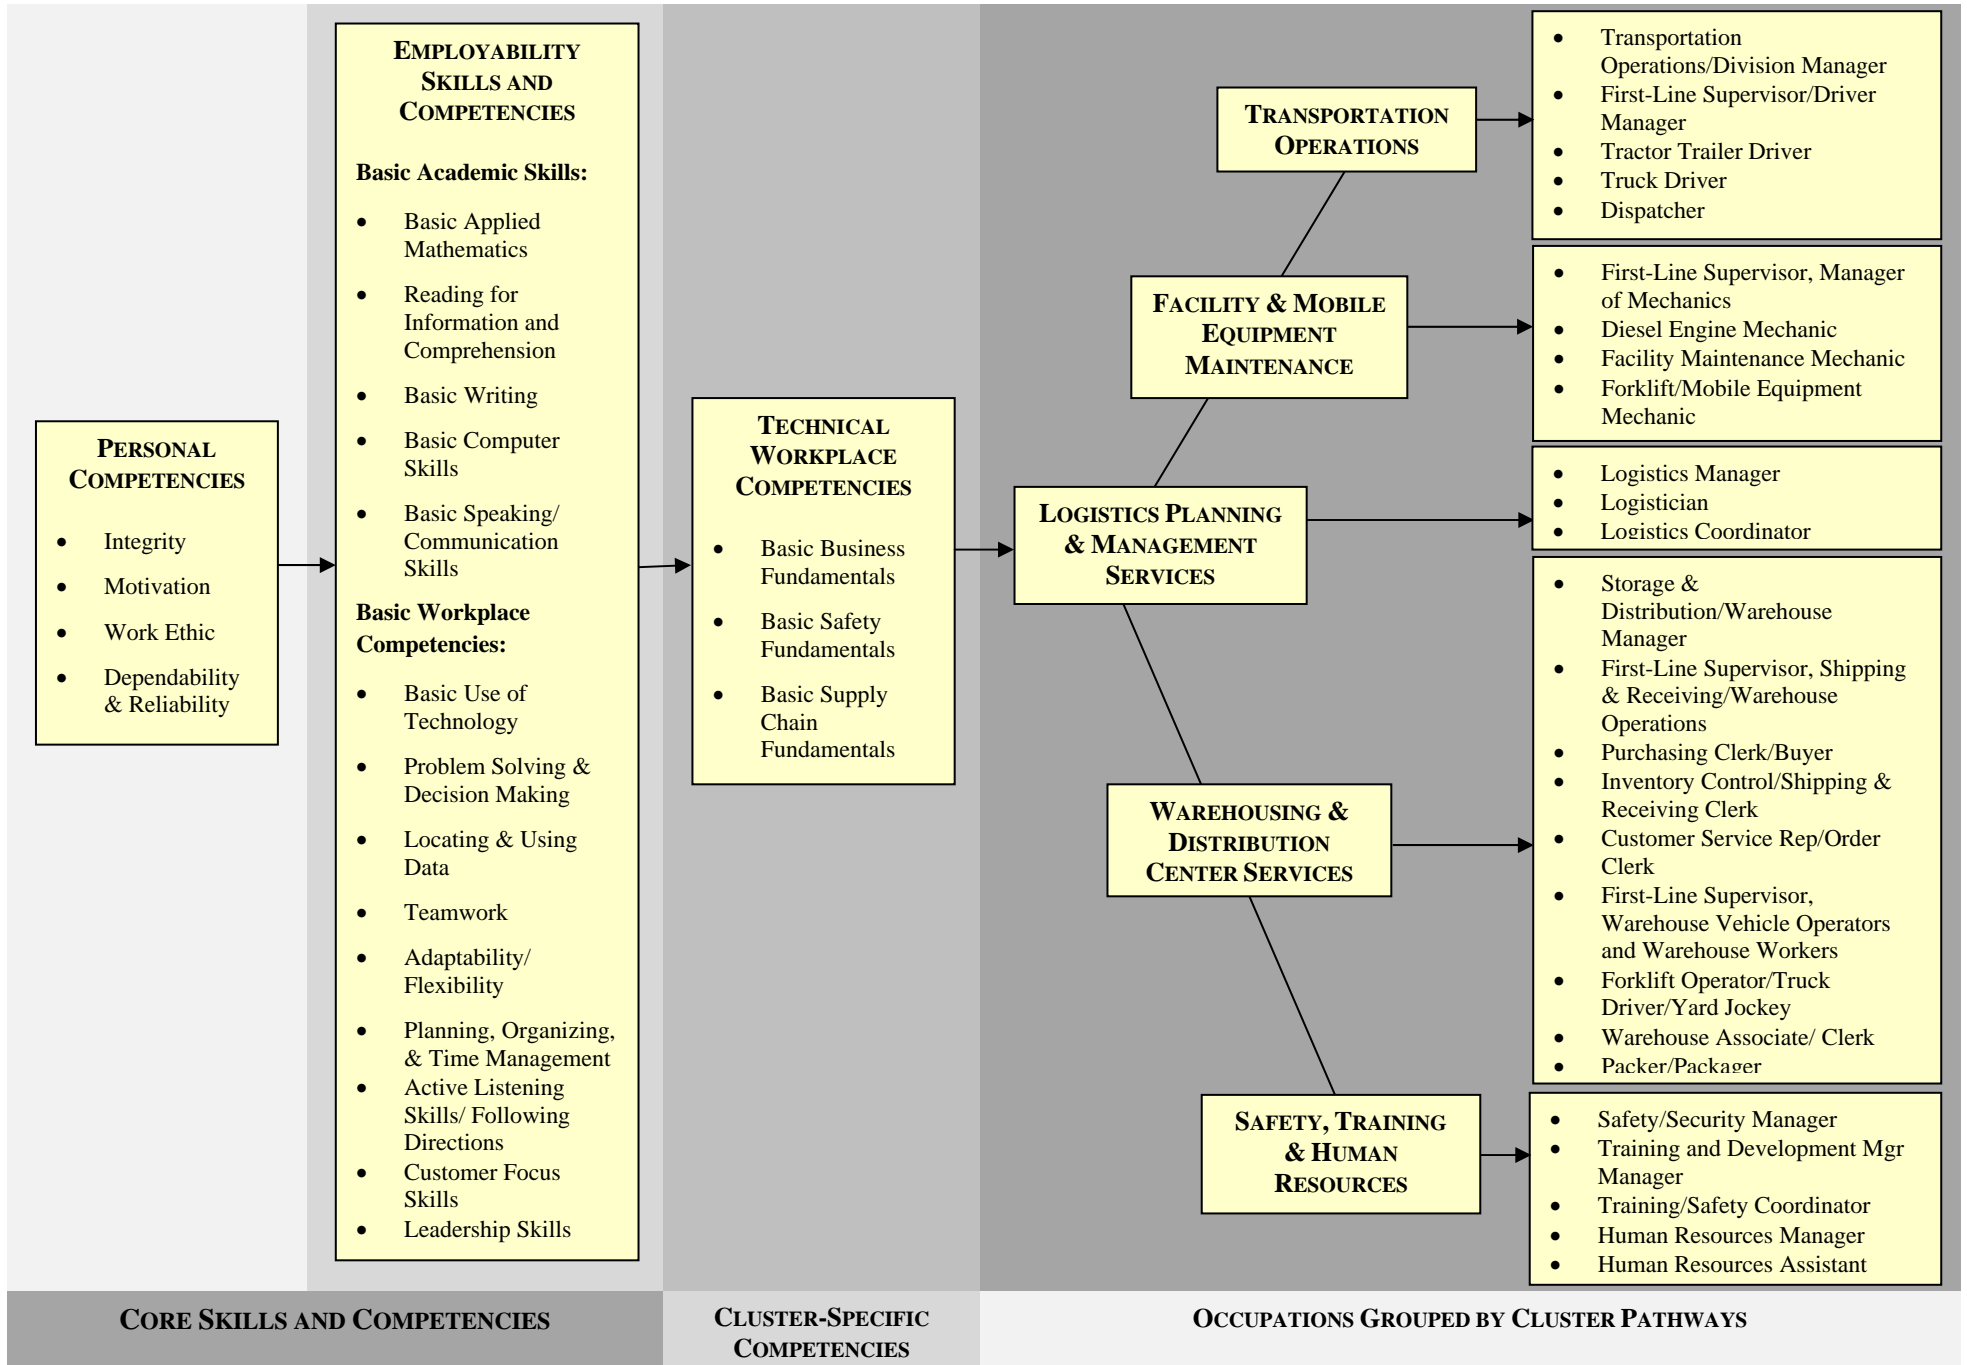 PERSONAL
COMPETENCIES
• Integrity
• Motivation
• Work Ethic
• Dependability
& Reliability
EMPLOYABILITY
SKILLS AND
COMPETENCIES
Basic Academic Skills:
• Basic Applied
Mathematics
• Reading for
Information and
Comprehension
• Basic Writing
• Basic Computer
Skills
• Basic Speaking/
Communication
Skills
Basic Workplace
Competencies:
• Basic Use of
Technology
• Problem Solving &
Decision Making
• Locating & Using
Data
• Teamwork
• Adaptability/
Flexibility
• Planning, Organizing,
& Time Management
• Active Listening
Skills/ Following
Directions
• Customer Focus
Skills
• Leadership Skills
TECHNICAL
WORKPLACE
COMPETENCIES
• Basic Business
Fundamentals
• Basic Safety
Fundamentals
• Basic Supply
Chain
Fundamentals
TRANSPORTATION
OPERATIONS
• Transportation
Operations/Division Manager
• First-Line Supervisor/Driver
Manager
• Tractor Trailer Driver
• Truck Driver
• Dispatcher
FACILITY & MOBILE
EQUIPMENT
MAINTENANCE
• First-Line Supervisor, Manager
of Mechanics
• Diesel Engine Mechanic
• Facility Maintenance Mechanic
• Forklift/Mobile Equipment
Mechanic
LOGISTICS PLANNING
& MANAGEMENT
SERVICES
• Logistics Manager
• Logistician
• Logistics Coordinator
WAREHOUSING &
DISTRIBUTION
CENTER SERVICES
• Storage &
Distribution/Warehouse
Manager
• First-Line Supervisor, Shipping
& Receiving/Warehouse
Operations
• Purchasing Clerk/Buyer
• Inventory Control/Shipping &
Receiving Clerk
• Customer Service Rep/Order
Clerk
• First-Line Supervisor,
Warehouse Vehicle Operators
and Warehouse Workers
• Forklift Operator/Truck
Driver/Yard Jockey
• Warehouse Associate/ Clerk
• Packer/Packager
SAFETY, TRAINING
& HUMAN
RESOURCES
• Safety/Security Manager
• Training and Development Mgr
Manager
• Training/Safety Coordinator
• Human Resources Manager
• Human Resources Assistant
CORE SKILLS AND COMPETENCIES
CLUSTER-SPECIFIC
COMPETENCIES
OCCUPATIONS GROUPED BY CLUSTER PATHWAYS